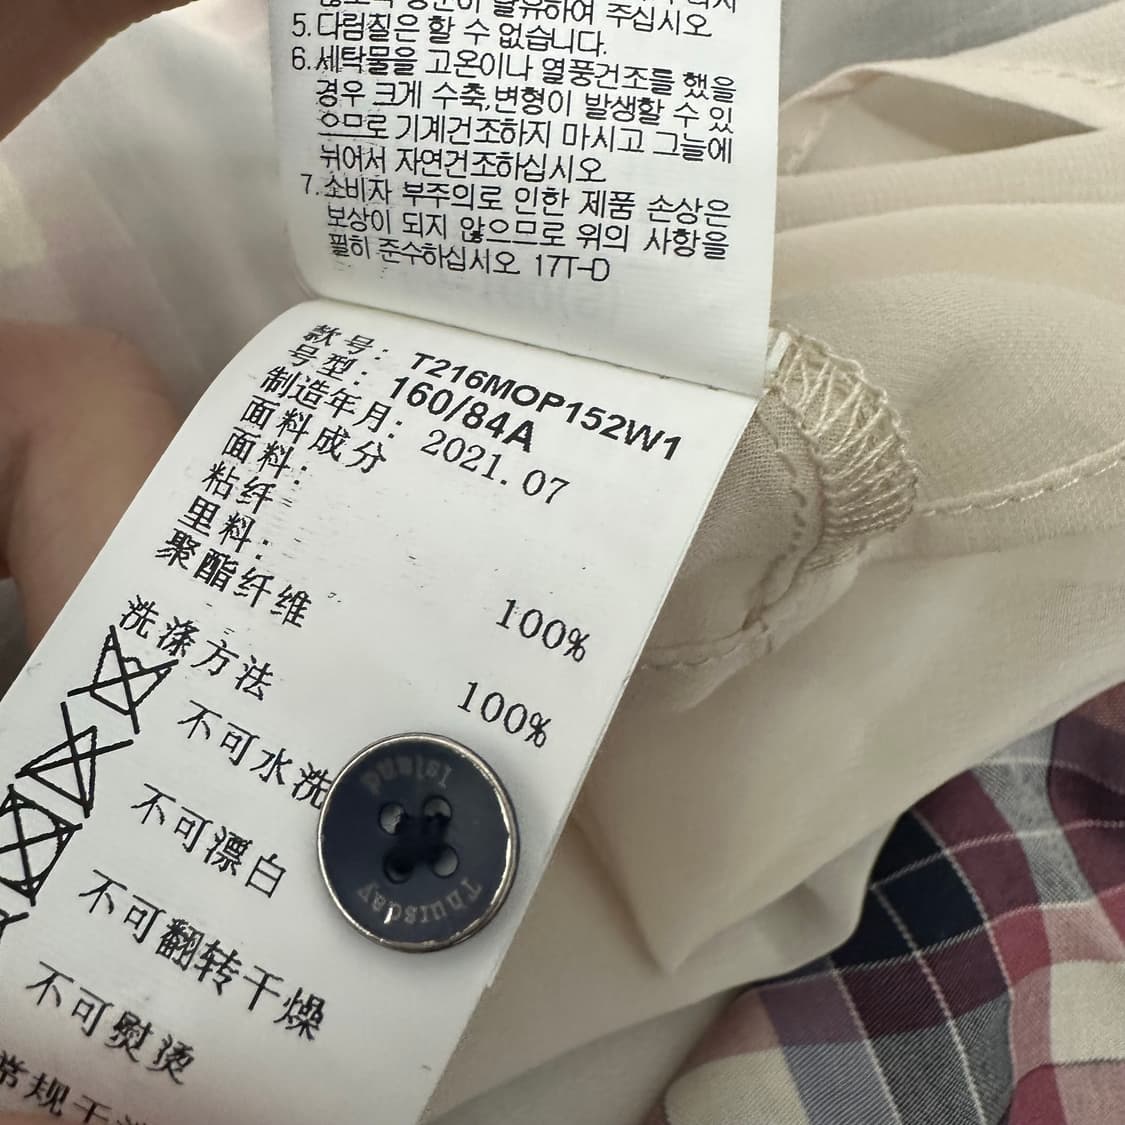 5.다림질은 할 수 없습니다.
6.세탁물을 고온이나 열풍건조를 했을
경우 크게 수축,변형이 발생할 수 있
으므로 기계건조하지 마시고 그늘에
뉘어서 자연건조하십시오
7.소비자 부주의로 인한 제품 손상은
보상이 되지 않으므로 위의 사항을
필히 준수하십시오 17T-D
款号: T216MOP152W1
号型: 160/84A
制造年月: 2021.07
面料成分
面料:
粘纤 100%
里料:
聚酯纤维 100%
洗涤方法
不可水洗
不可漂白
不可翻转干燥
不可熨烫
常规干